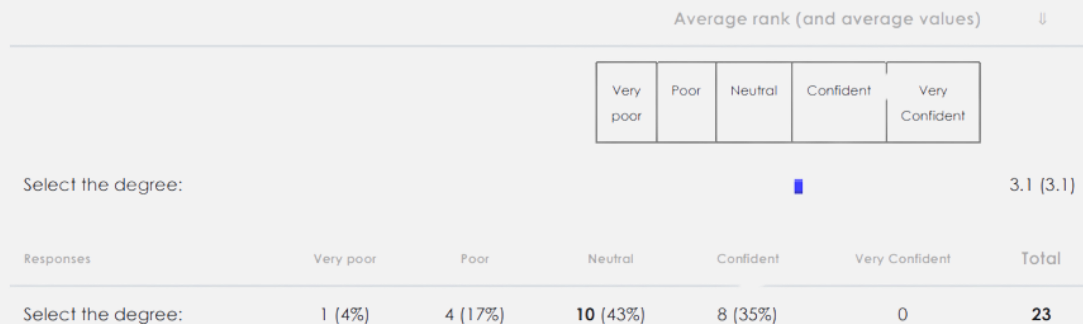 Average rank (and average values) ⇓
Very poor Poor Neutral Confident Very Confident
Select the degree: 3.1 (3.1)
Responses Very poor Poor Neutral Confident Very Confident Total
Select the degree: 1 (4%) 4 (17%) 10 (43%) 8 (35%) 0 23